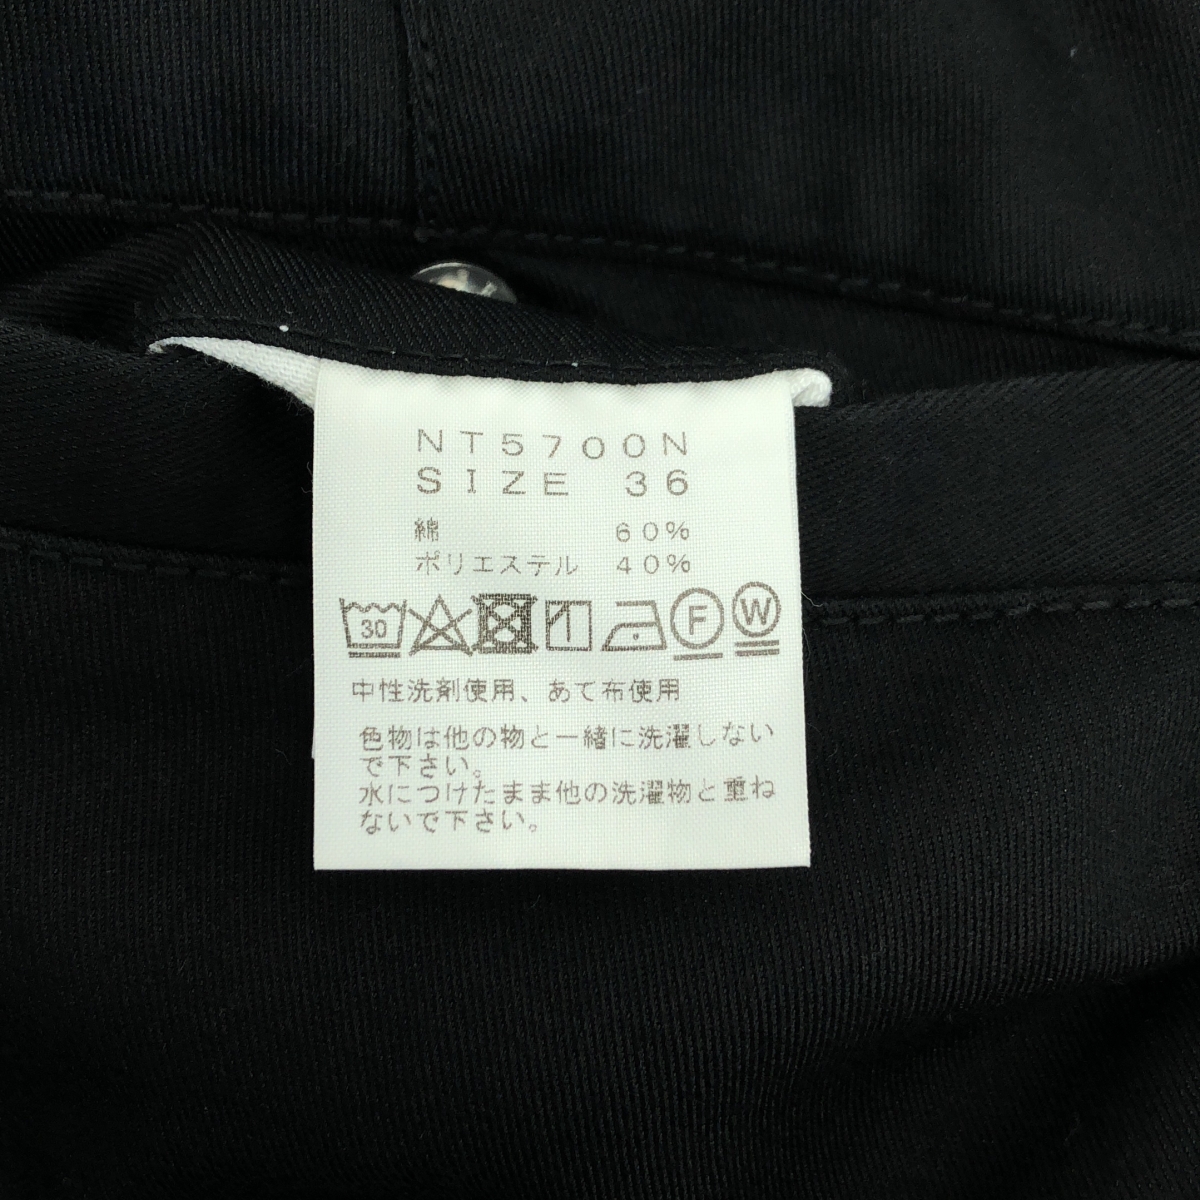 NT5700N
SIZE 36
綿 60%
ポリエステル 40%
30 F W
中性洗剤使用、あて布使用
色物は他の物と一緒に洗濯しない
で下さい。
水につけたまま他の洗濯物と重ね
ないで下さい。